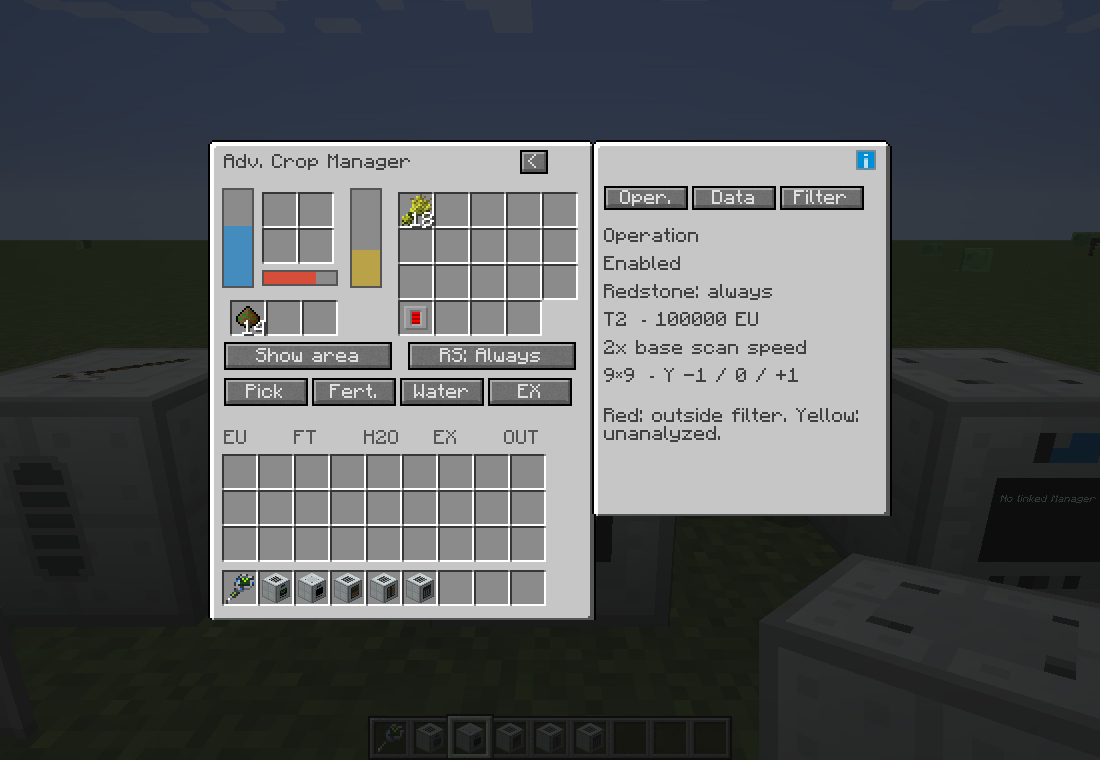 Adv. Crop Manager
<
i
Oper. Data Filter
18
14
Operation
Enabled
Redstone: always
T2 - 100000 EU
2x base scan speed
9×9 - Y -1 / 0 / +1
Red: outside filter. Yellow:
unanalyzed.
Show area RS: Always
Pick Fert. Water EX
EU FT H2O EX OUT
No linked Manager